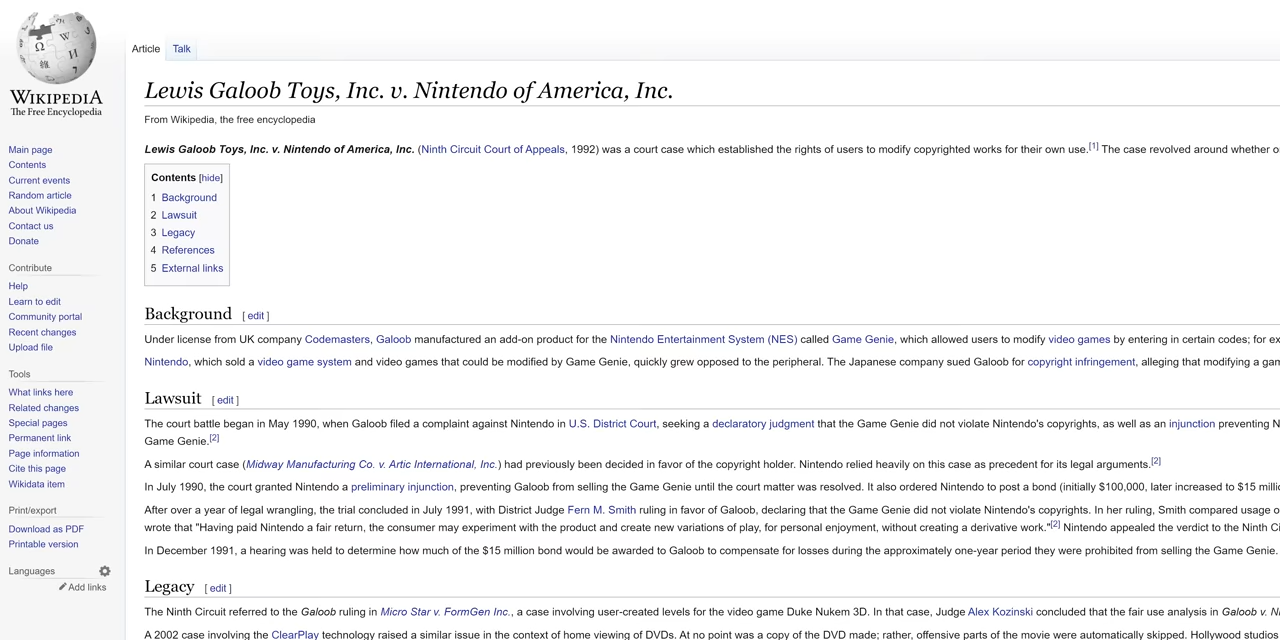 WIKIPEDIA
The Free Encyclopedia
Main page
Contents
Current events
Random article
About Wikipedia
Contact us
Donate
Contribute
Help
Learn to edit
Community portal
Recent changes
Upload file
Tools
What links here
Related changes
Special pages
Permanent link
Page information
Cite this page
Wikidata item
Print/export
Download as PDF
Printable version
Languages
Add links
Article Talk
Lewis Galoob Toys, Inc. v. Nintendo of America, Inc.
From Wikipedia, the free encyclopedia
Lewis Galoob Toys, Inc. v. Nintendo of America, Inc. (Ninth Circuit Court of Appeals, 1992) was a court case which established the rights of users to modify copyrighted works for their own use.[1] The case revolved around whether
Contents [hide]
1 Background
2 Lawsuit
3 Legacy
4 References
5 External links
Background [ edit ]
Under license from UK company Codemasters, Galoob manufactured an add-on product for the Nintendo Entertainment System (NES) called Game Genie, which allowed users to modify video games by entering in certain codes; for
Nintendo, which sold a video game system and video games that could be modified by Game Genie, quickly grew opposed to the peripheral. The Japanese company sued Galoob for copyright infringement, alleging that modifying a
Lawsuit [ edit ]
The court battle began in May 1990, when Galoob filed a complaint against Nintendo in U.S. District Court, seeking a declaratory judgment that the Game Genie did not violate Nintendo's copyrights, as well as an injunction preventing
Game Genie.[2]
A similar court case (Midway Manufacturing Co. v. Artic International, Inc.) had previously been decided in favor of the copyright holder. Nintendo relied heavily on this case as precedent for its legal arguments.[2]
In July 1990, the court granted Nintendo a preliminary injunction, preventing Galoob from selling the Game Genie until the court matter was resolved. It also ordered Nintendo to post a bond (initially $100,000, later increased to $15
After over a year of legal wrangling, the trial concluded in July 1991, with District Judge Fern M. Smith ruling in favor of Galoob, declaring that the Game Genie did not violate Nintendo's copyrights. In her ruling, Smith compared usage
wrote that "Having paid Nintendo a fair return, the consumer may experiment with the product and create new variations of play, for personal enjoyment, without creating a derivative work."[2] Nintendo appealed the verdict to the Ninth
In December 1991, a hearing was held to determine how much of the $15 million bond would be awarded to Galoob to compensate for losses during the approximately one-year period they were prohibited from selling the Game Genie.
Legacy [ edit ]
The Ninth Circuit referred to the Galoob ruling in Micro Star v. FormGen Inc., a case involving user-created levels for the video game Duke Nukem 3D. In that case, Judge Alex Kozinski concluded that the fair use analysis in Galoob v.
A 2002 case involving the ClearPlay technology raised a similar issue in the context of home viewing of DVDs. At no point was a copy of the DVD made; rather, offensive parts of the movie were automatically skipped. Hollywood studios